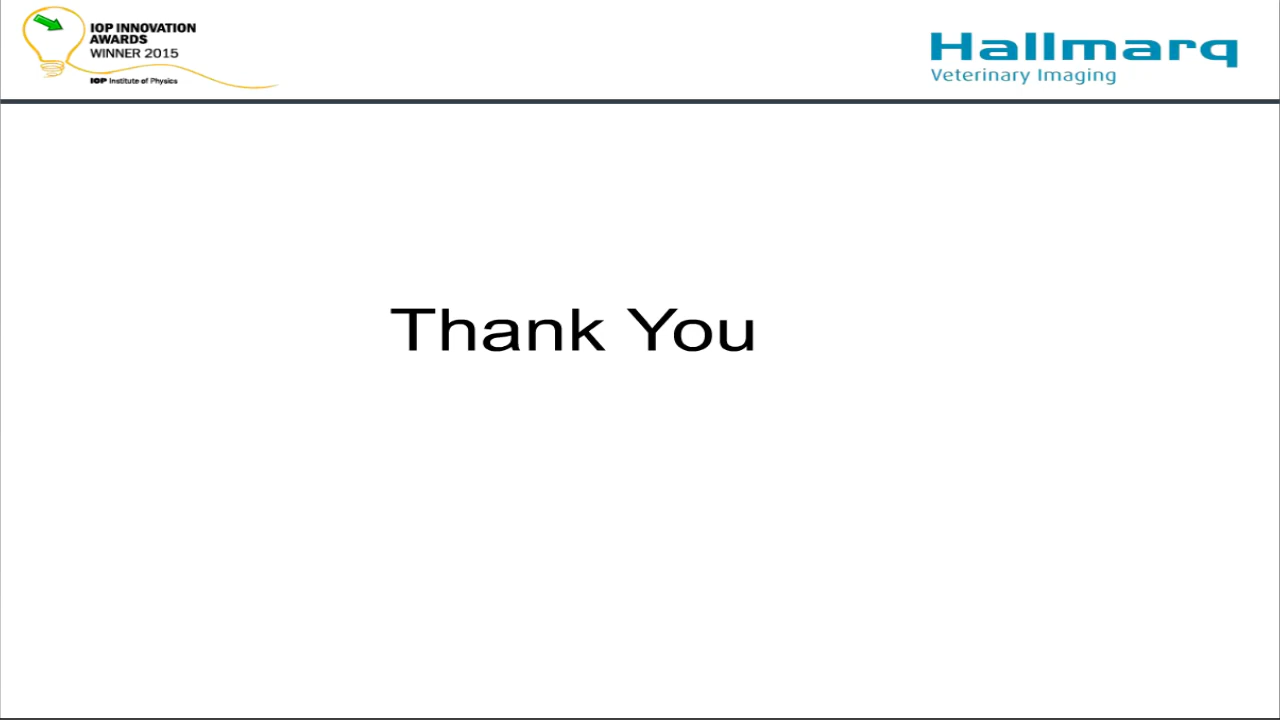 IOP INNOVATION
AWARDS
WINNER 2015
IOP Institute of Physics
Hallmarq
Veterinary Imaging
Thank You